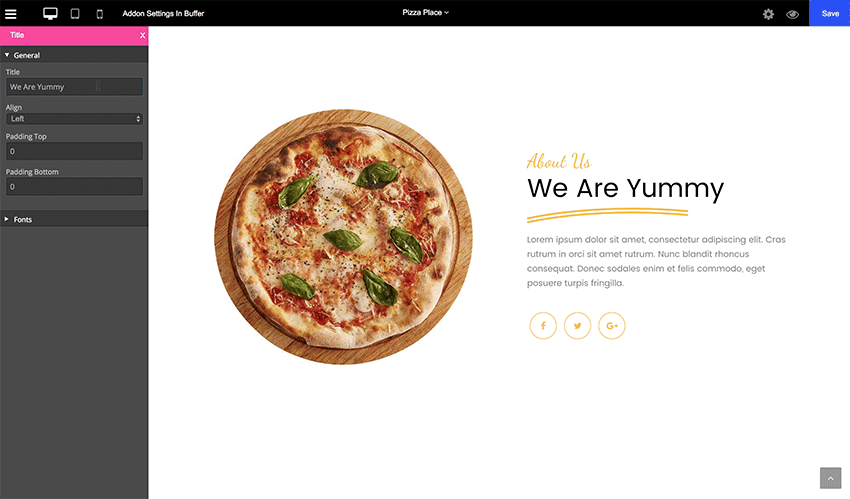 Addon Settings In Buffer
Pizza Place
Save
Title
X
General
Title
We Are Yummy
Align
Left
Padding Top
0
Padding Bottom
0
Fonts
About Us
We Are Yummy
Lorem ipsum dolor sit amet, consectetur adipiscing elit. Cras
rutrum in orci sit amet rutrum. Nunc blandit rhoncus
consequat. Donec sodales enim et felis commodo, eget
posuere turpis fringilla.
f
G+